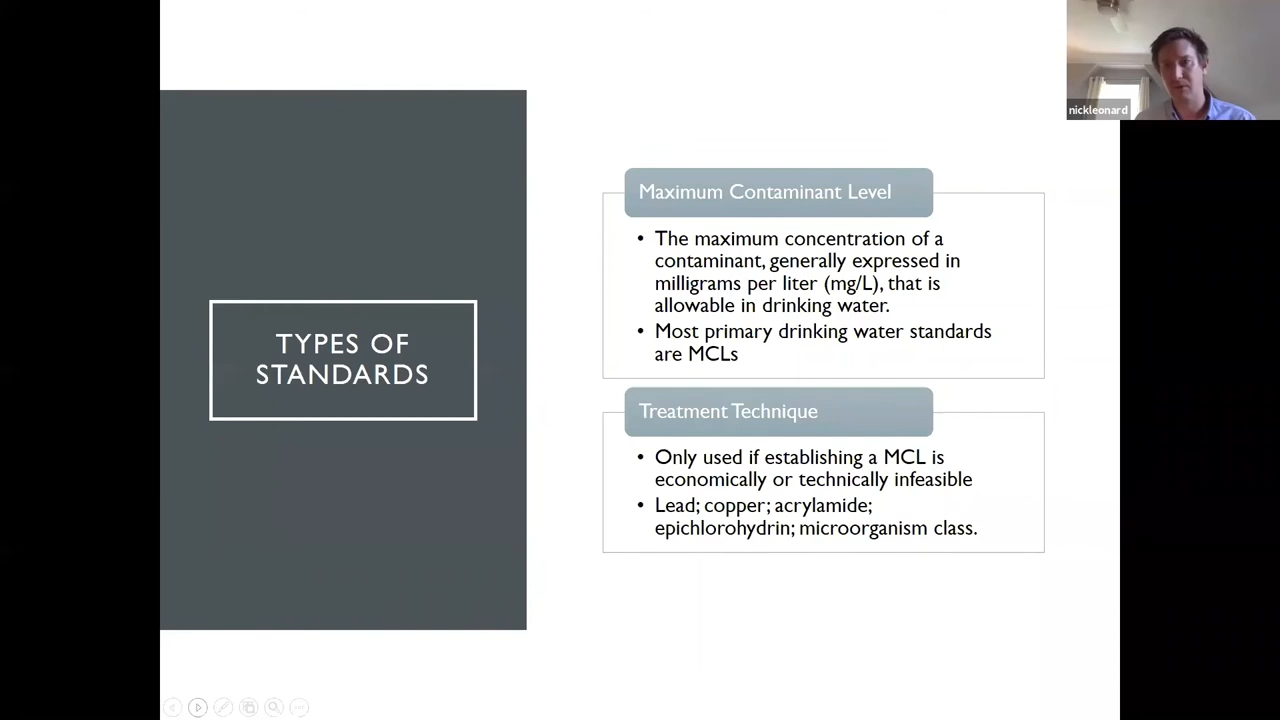 nickleonard
TYPES OF
STANDARDS
Maximum Contaminant Level
• The maximum concentration of a
contaminant, generally expressed in
milligrams per liter (mg/L), that is
allowable in drinking water.
• Most primary drinking water standards
are MCLs
Treatment Technique
• Only used if establishing a MCL is
economically or technically infeasible
• Lead; copper; acrylamide;
epichlorohydrin; microorganism class.